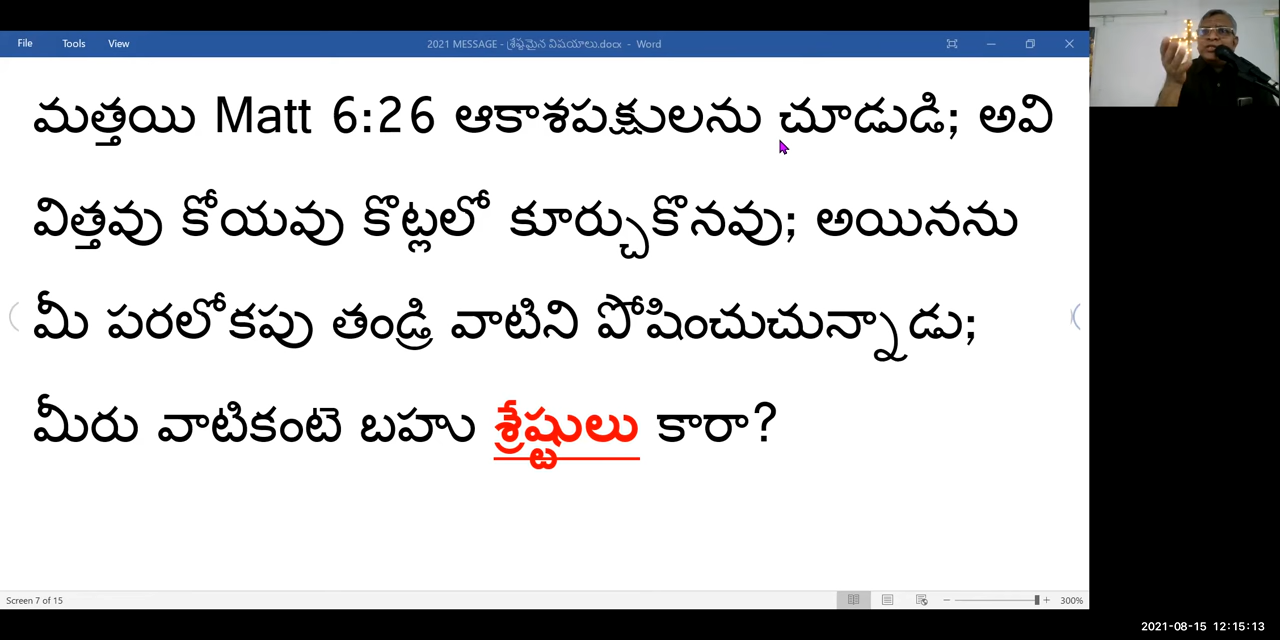 File Tools View 2021 MESSAGE - శ్రేష్టమైన విషయాలు.docx - Word
మత్తయి Matt 6:26 ఆకాశపక్షులను చూడుడి; అవి
విత్తవు కోయవు కొట్లలో కూర్చుకొనవు; అయినను
మీ పరలోకపు తండ్రి వాటిని పోషించుచున్నాడు;
మీరు వాటికంటె బహు శ్రేష్టులు కారా?
Screen 7 of 15 300%
2021-08-15 12:15:13